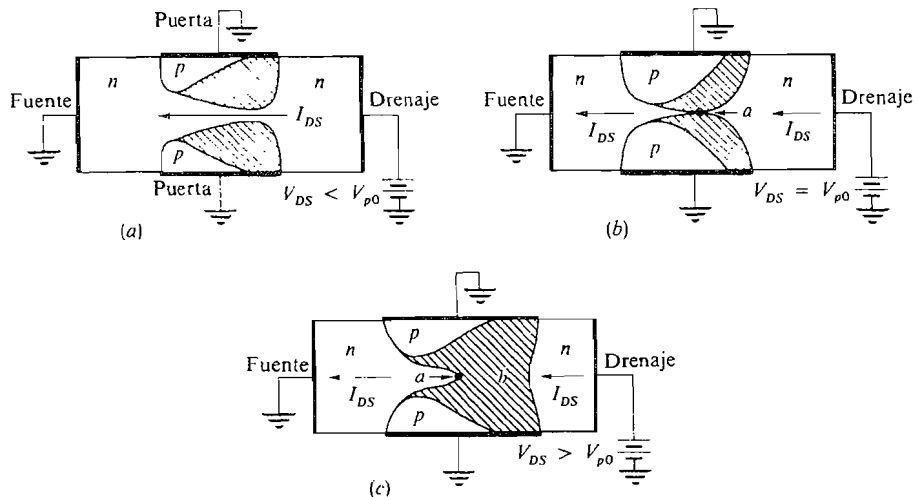 Puerta
p
n
n
Fuente
Drenaje
I_DS
p
Puerta
V_DS < V_p0
(a)
p
n
n
Fuente
Drenaje
a
I_DS
I_DS
p
V_DS = V_p0
(b)
p
n
n
Fuente
Drenaje
a
b
I_DS
I_DS
p
V_DS > V_p0
(c)